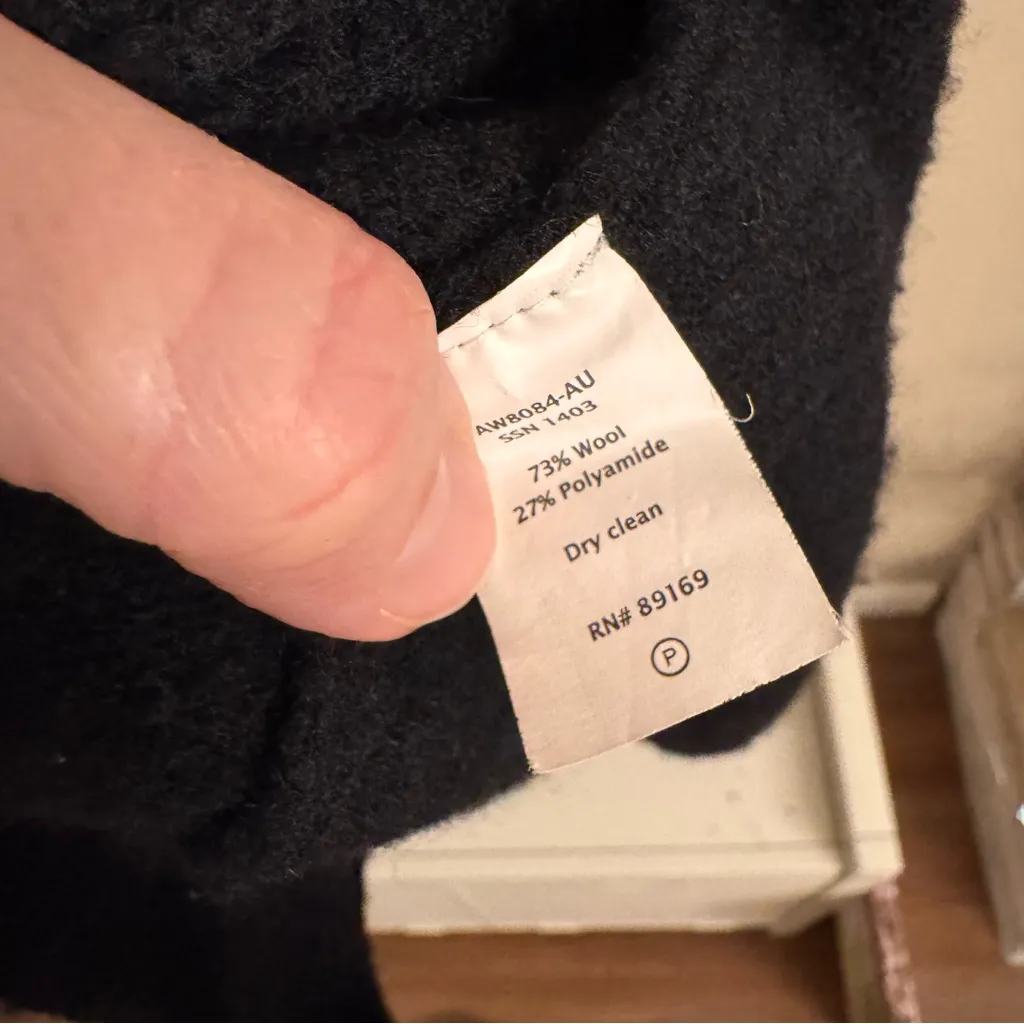 AW8084-AU
SSN 1403
73% Wool
27% Polyamide
Dry clean
RN# 89169
P